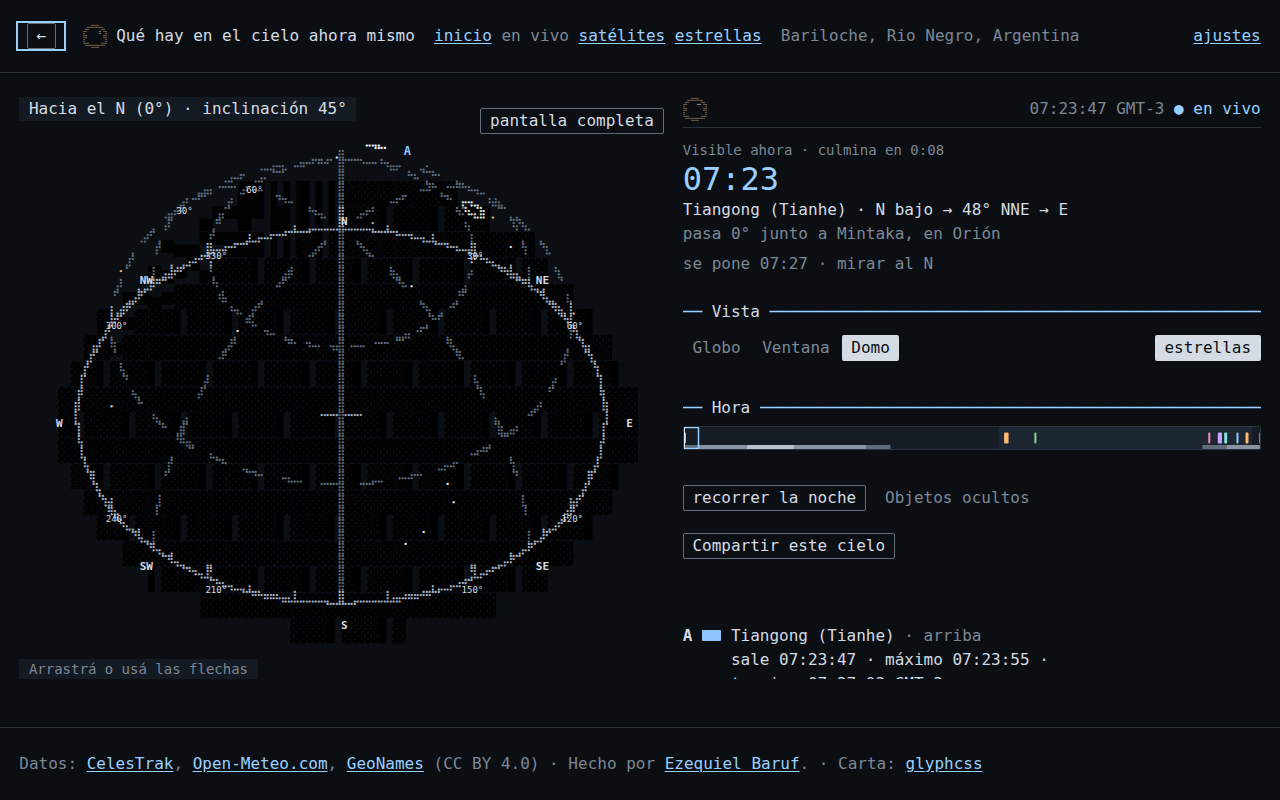 ← Qué hay en el cielo ahora mismo inicio en vivo satélites estrellas Bariloche, Rio Negro, Argentina ajustes
Hacia el N (0°) · inclinación 45°
pantalla completa
A
60°
30°
N
330°
30°
NW
NE
300°
60°
W
E
240°
120°
SW
SE
210°
150°
S
Arrastrá o usá las flechas
07:23:47 GMT-3 ● en vivo
Visible ahora · culmina en 0:08
07:23
Tiangong (Tianhe) · N bajo → 48° NNE → E
pasa 0° junto a Mintaka, en Orión
se pone 07:27 · mirar al N
Vista
Globo Ventana Domo estrellas
Hora
recorrer la noche Objetos ocultos
Compartir este cielo
A Tiangong (Tianhe) · arriba
sale 07:23:47 · máximo 07:23:55 ·
Datos: CelesTrak, Open-Meteo.com, GeoNames (CC BY 4.0) · Hecho por Ezequiel Baruf. · Carta: glyphcss